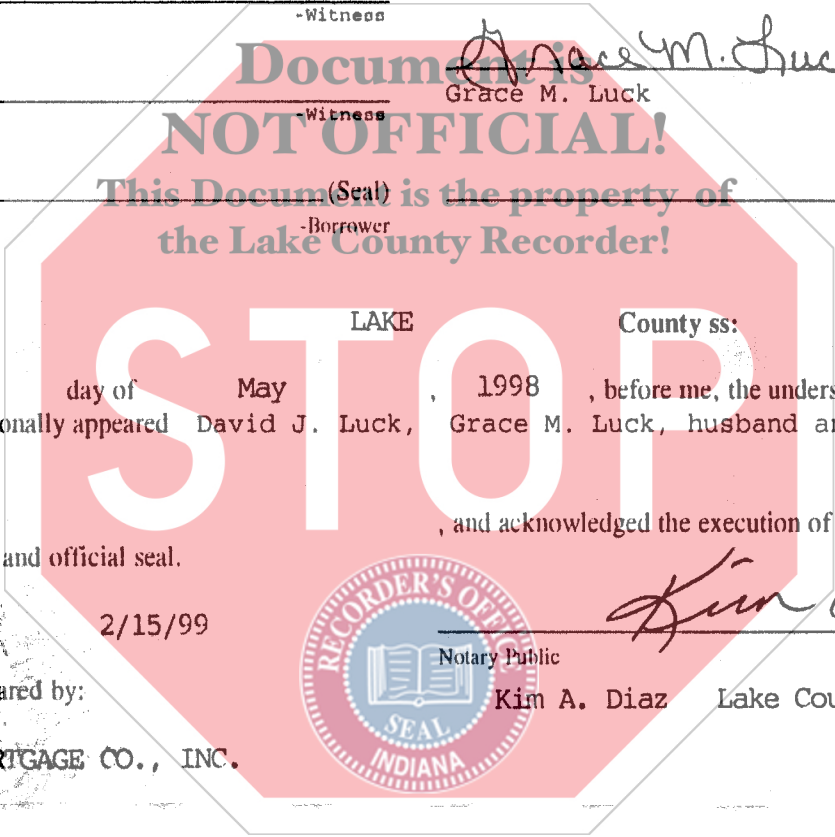 -Witness
Grace M. Luc
Document is
Grace M. Luck
-Witness
NOT OFFICIAL!
This Document is the property of
(Seal)
-Borrower
the Lake County Recorder!
LAKE County ss:
STOP
day of May , 1998 , before me, the unders
onally appeared David J. Luck, Grace M. Luck, husband an
, and acknowledged the execution of
and official seal.
Kim
2/15/99
RECORDER'S OFFICE
SEAL
INDIANA
Notary Public
ared by:
Kim A. Diaz Lake Cou
RTGAGE CO., INC.